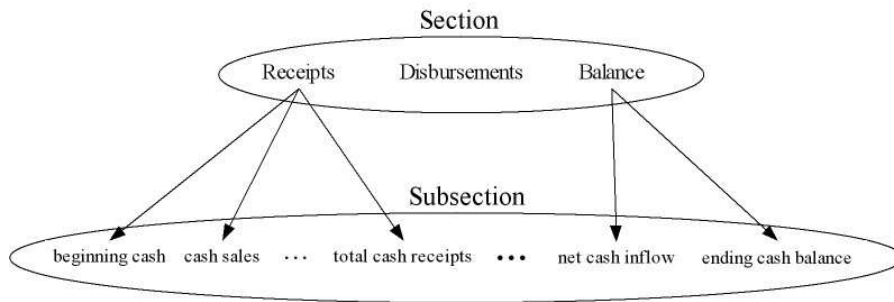 Section
Receipts Disbursements Balance
Subsection
beginning cash cash sales ... total cash receipts ... net cash inflow ending cash balance